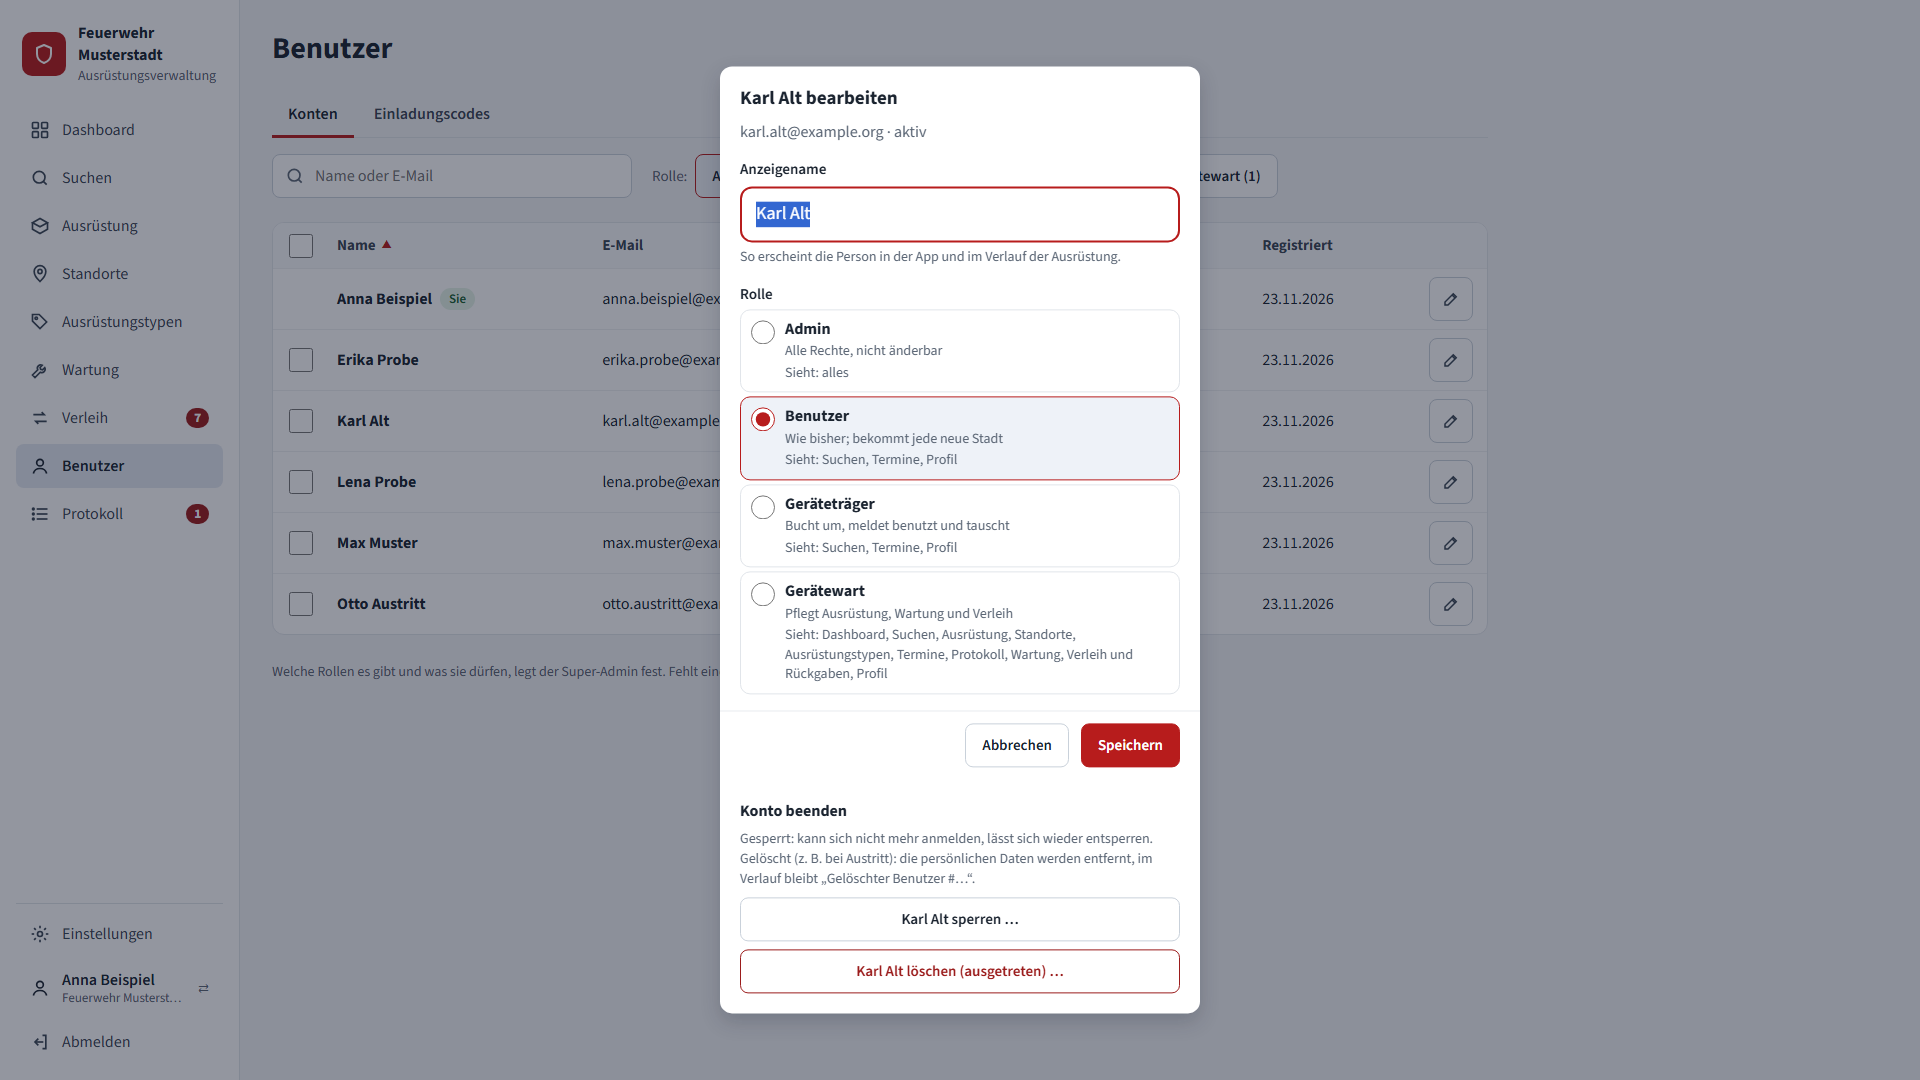 Feuerwehr
Musterstadt
Ausrüstungsverwaltung
Dashboard
Suchen
Ausrüstung
Standorte
Ausrüstungstypen
Wartung
Verleih 7
Benutzer
Protokoll 1
Einstellungen
Anna Beispiel
Feuerwehr Musterst…
Abmelden
Benutzer
Konten Einladungscodes
Name oder E-Mail Rolle:
(1)
Name E-Mail Registriert
Anna Beispiel Sie 23.11.2026
Erika Probe 23.11.2026
Karl Alt 23.11.2026
Lena Probe 23.11.2026
Max Muster 23.11.2026
Otto Austritt 23.11.2026
Welche Rollen es gibt und was sie dürfen, legt der Super-Admin fest. Fehlt
Karl Alt bearbeiten
karl.alt@example.org · aktiv
Anzeigename
Karl Alt
So erscheint die Person in der App und im Verlauf der Ausrüstung.
Rolle
Admin
Alle Rechte, nicht änderbar
Sieht: alles
Benutzer
Wie bisher; bekommt jede neue Stadt
Sieht: Suchen, Termine, Profil
Geräteträger
Bucht um, meldet benutzt und tauscht
Sieht: Suchen, Termine, Profil
Gerätewart
Pflegt Ausrüstung, Wartung und Verleih
Sieht: Dashboard, Suchen, Ausrüstung, Standorte,
Ausrüstungstypen, Termine, Protokoll, Wartung, Verleih und
Rückgaben, Profil
Abbrechen Speichern
Konto beenden
Gesperrt: kann sich nicht mehr anmelden, lässt sich wieder entsperren.
Gelöscht (z. B. bei Austritt): die persönlichen Daten werden entfernt, im
Verlauf bleibt „Gelöschter Benutzer #…“.
Karl Alt sperren …
Karl Alt löschen (ausgetreten) …